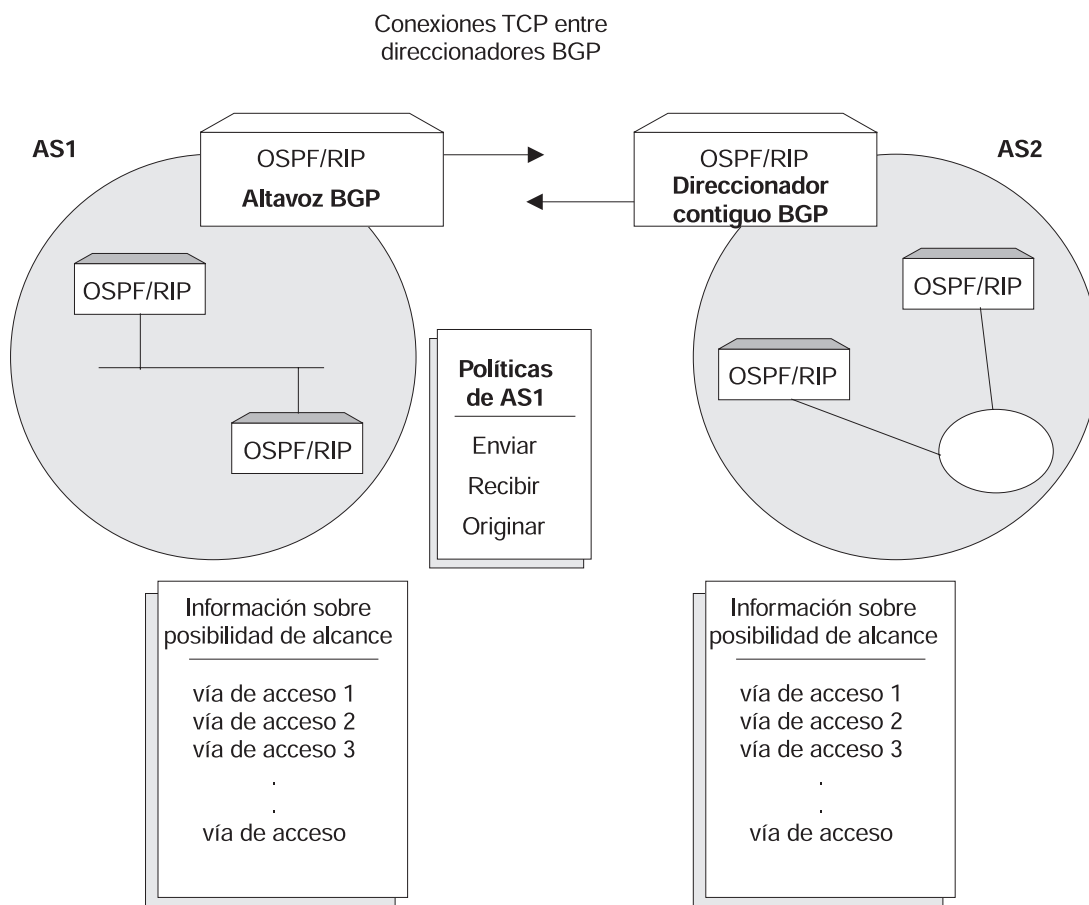 Conexiones TCP entre
direccionadores BGP
AS1
OSPF/RIP
Altavoz BGP
OSPF/RIP
Direccionador
contiguo BGP
AS2
OSPF/RIP
OSPF/RIP
OSPF/RIP
OSPF/RIP
Políticas
de AS1
Enviar
Recibir
Originar
Información sobre
posibilidad de alcance
vía de acceso 1
vía de acceso 2
vía de acceso 3
.
.
vía de acceso
Información sobre
posibilidad de alcance
vía de acceso 1
vía de acceso 2
vía de acceso 3
.
.
vía de acceso